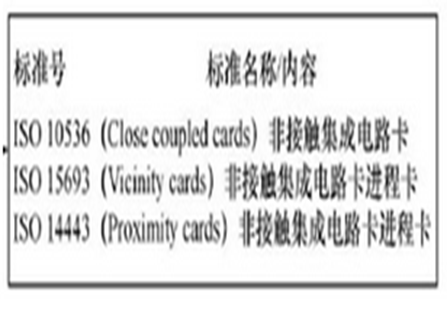 标准号 标准名称/内容
ISO 10536 (Close coupled cards) 非接触集成电路卡
ISO 15693 (Vicinity cards) 非接触集成电路卡进程卡
ISO 14443 (Proximity cards) 非接触集成电路卡进程卡